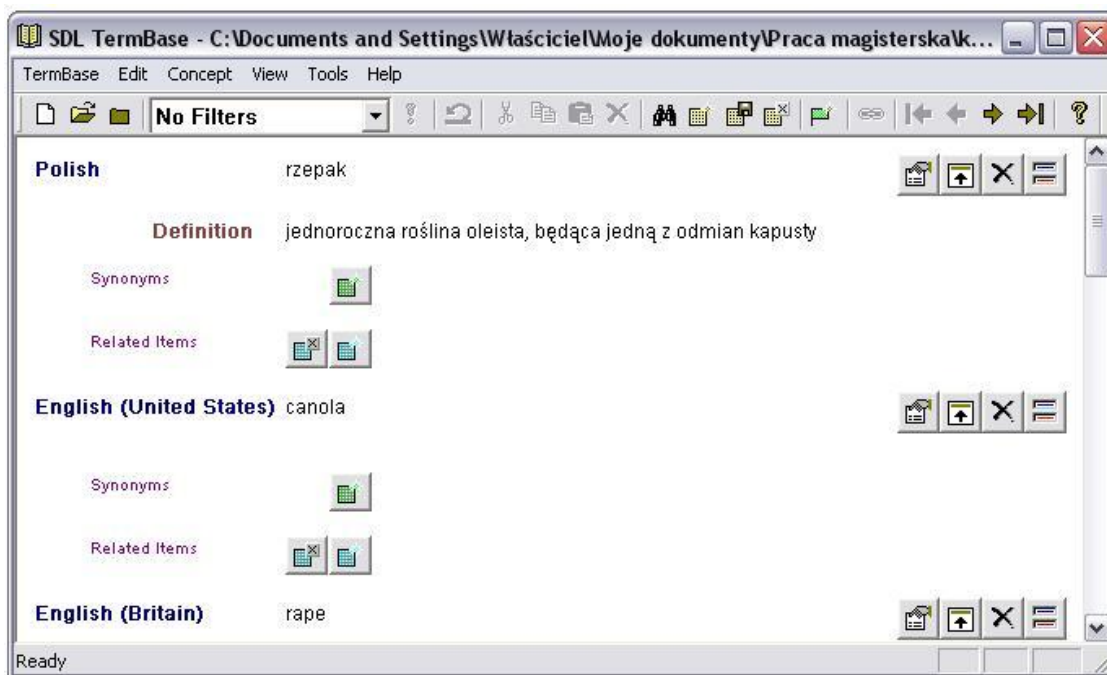 SDL TermBase - C:\Documents and Settings\Właściciel\Moje dokumenty\Praca magisterska\k...
TermBase Edit Concept View Tools Help
No Filters
Polish rzepak
Definition jednoroczna roślina oleista, będąca jedną z odmian kapusty
Synonyms
Related Items
English (United States) canola
Synonyms
Related Items
English (Britain) rape
Ready